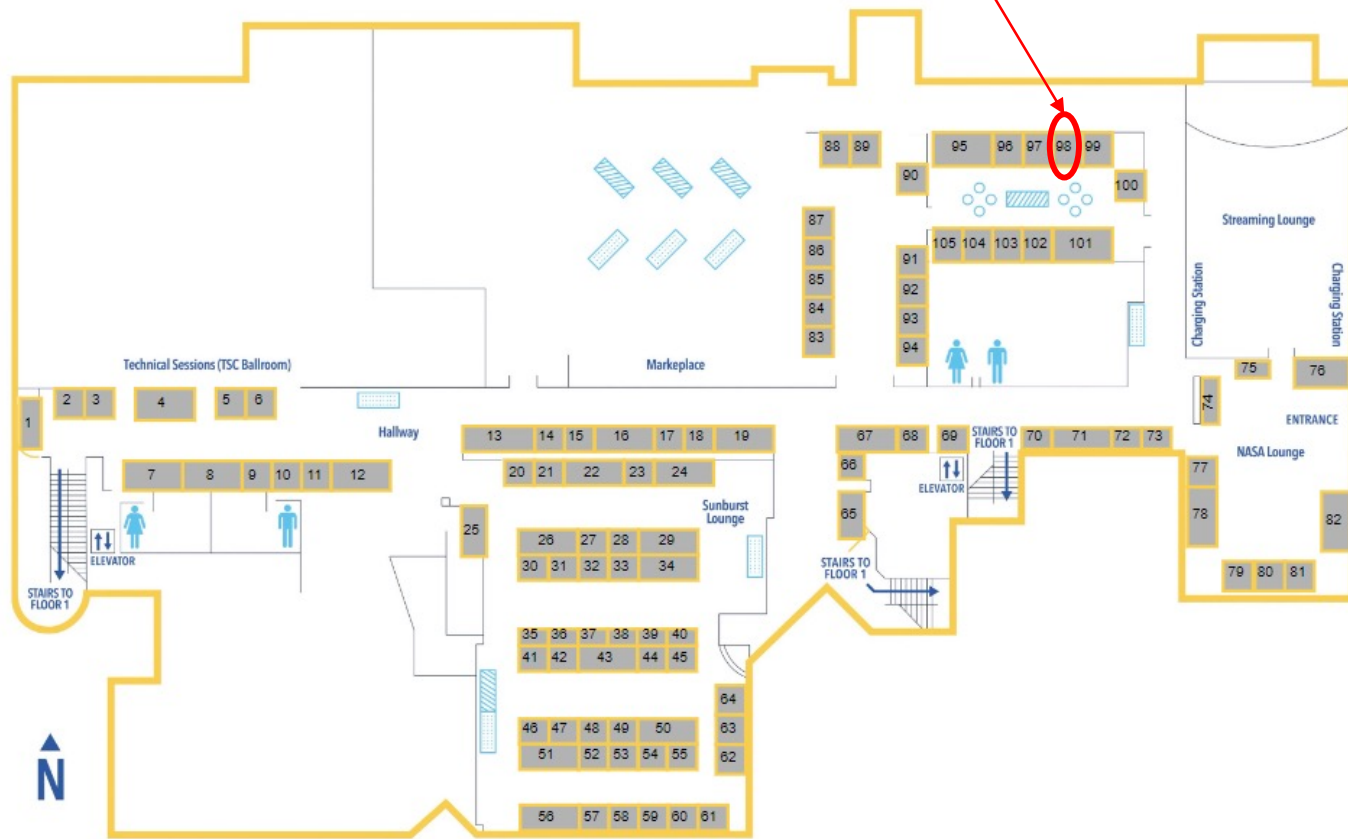 88 89
95 96 97 98 99
90
100
87
Streaming Lounge
86
105 104 103 102 101
91
85
92
84
93
83
94
Charging Station
Charging Station
Technical Sessions (TSC Ballroom)
Markeplace
75
76
2 3 4 5 6
1
74
ENTRANCE
Hallway
13 14 15 16 17 18 19
67 68 69
STAIRS TO
FLOOR 1
70 71 72 73
NASA Lounge
7 8 9 10 11 12
20 21 22 23 24
66
ELEVATOR
77
Sunburst
Lounge
65
78
25
82
26 27 28 29
ELEVATOR
30 31 32 33 34
STAIRS TO
FLOOR 1
STAIRS TO
FLOOR 1
79 80 81
35 36 37 38 39 40
41 42 43 44 45
64
46 47 48 49 50
63
51 52 53 54 55
62
N
56 57 58 59 60 61